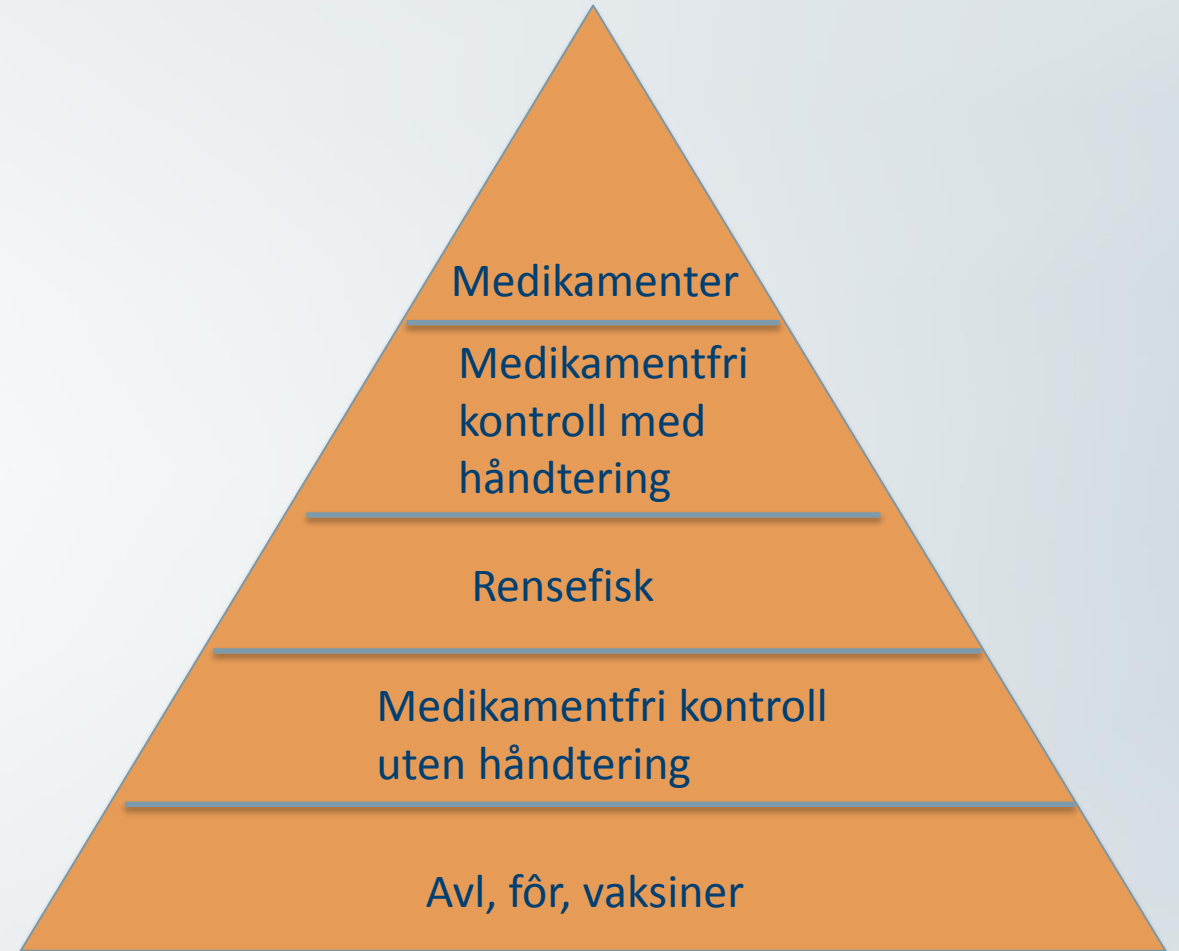 Medikamenter
Medikamentfri
kontroll med
håndtering
Rensefisk
Medikamentfri kontroll
uten håndtering
Avl, fôr, vaksiner